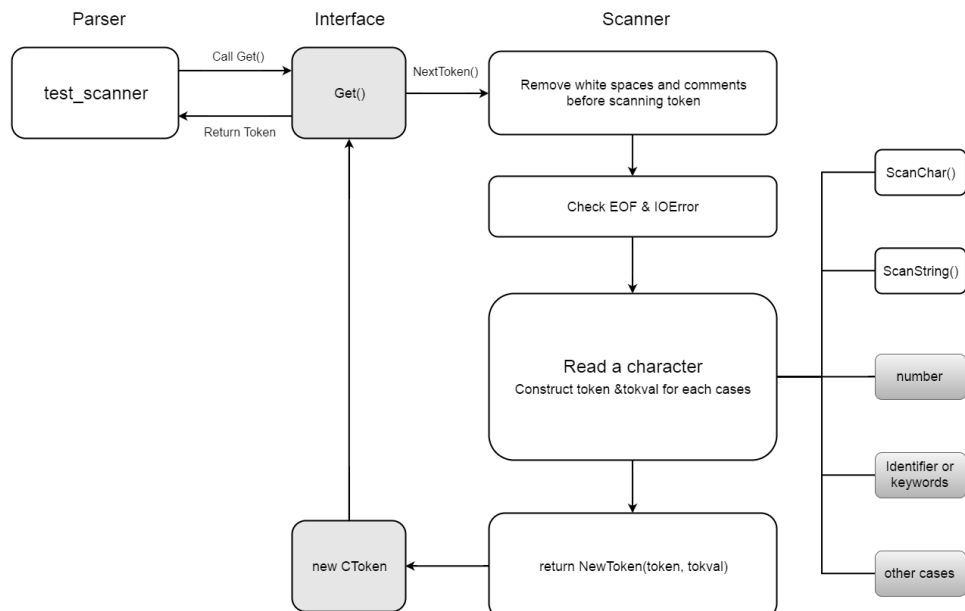 Parser
Interface
Scanner
test_scanner
Call Get()
Return Token
Get()
NextToken()
Remove white spaces and comments
before scanning token
Check EOF & IOError
Read a character
Construct token &tokval for each cases
return NewToken(token, tokval)
new CToken
ScanChar()
ScanString()
number
Identifier or
keywords
other cases